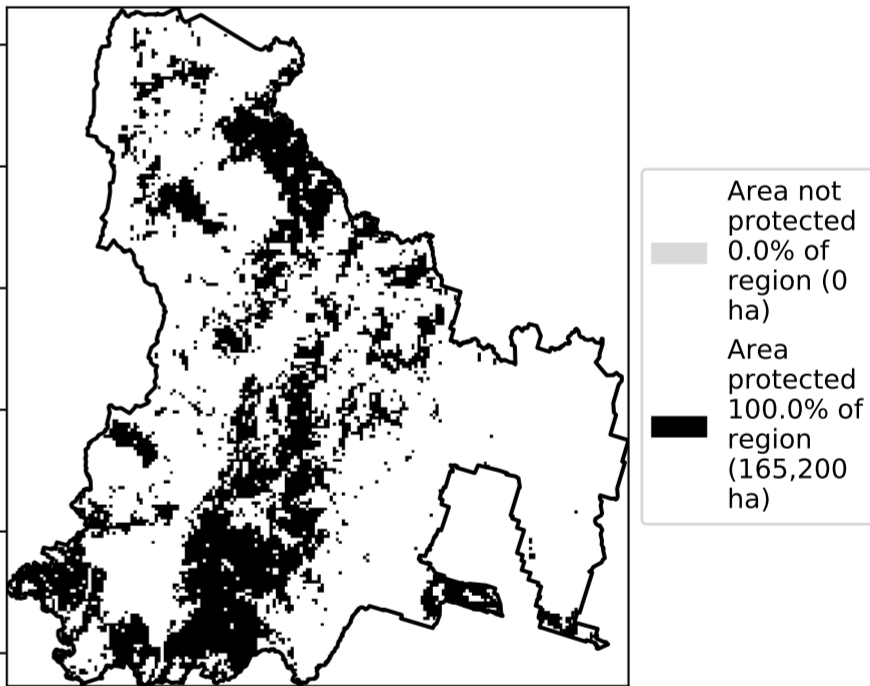 Area not
protected
0.0% of
region (0
ha)
Area
protected
100.0% of
region
(165,200
ha)